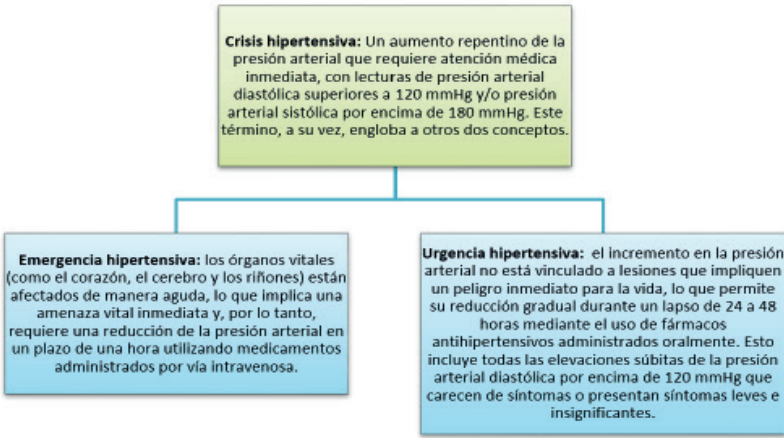 Crisis hipertensiva: Un aumento repentino de la
presión arterial que requiere atención médica
inmediata, con lecturas de presión arterial
diastólica superiores a 120 mmHg y/o presión
arterial sistólica por encima de 180 mmHg. Este
término, a su vez, engloba a otros dos conceptos.
Emergencia hipertensiva: los órganos vitales
(como el corazón, el cerebro y los riñones) están
afectados de manera aguda, lo que implica una
amenaza vital inmediata y, por lo tanto,
requiere una reducción de la presión arterial en
un plazo de una hora utilizando medicamentos
administrados por vía intravenosa.
Urgencia hipertensiva: el incremento en la presión
arterial no está vinculado a lesiones que impliquen
un peligro inmediato para la vida, lo que permite
su reducción gradual durante un lapso de 24 a 48
horas mediante el uso de fármacos
antihipertensivos administrados oralmente. Esto
incluye todas las elevaciones súbitas de la presión
arterial diastólica por encima de 120 mmHg que
carecen de síntomas o presentan síntomas leves e
insignificantes.